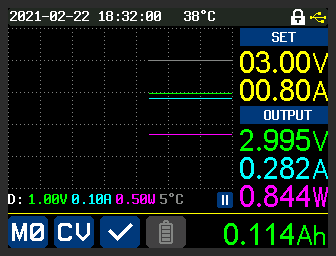 2021-02-22 18:32:00 38°C
SET
03.00V
00.80A
OUTPUT
2.995V
0.282A
0.844W
D: 1.00V 0.10A 0.50W 5°C
M0 CV 0.114Ah